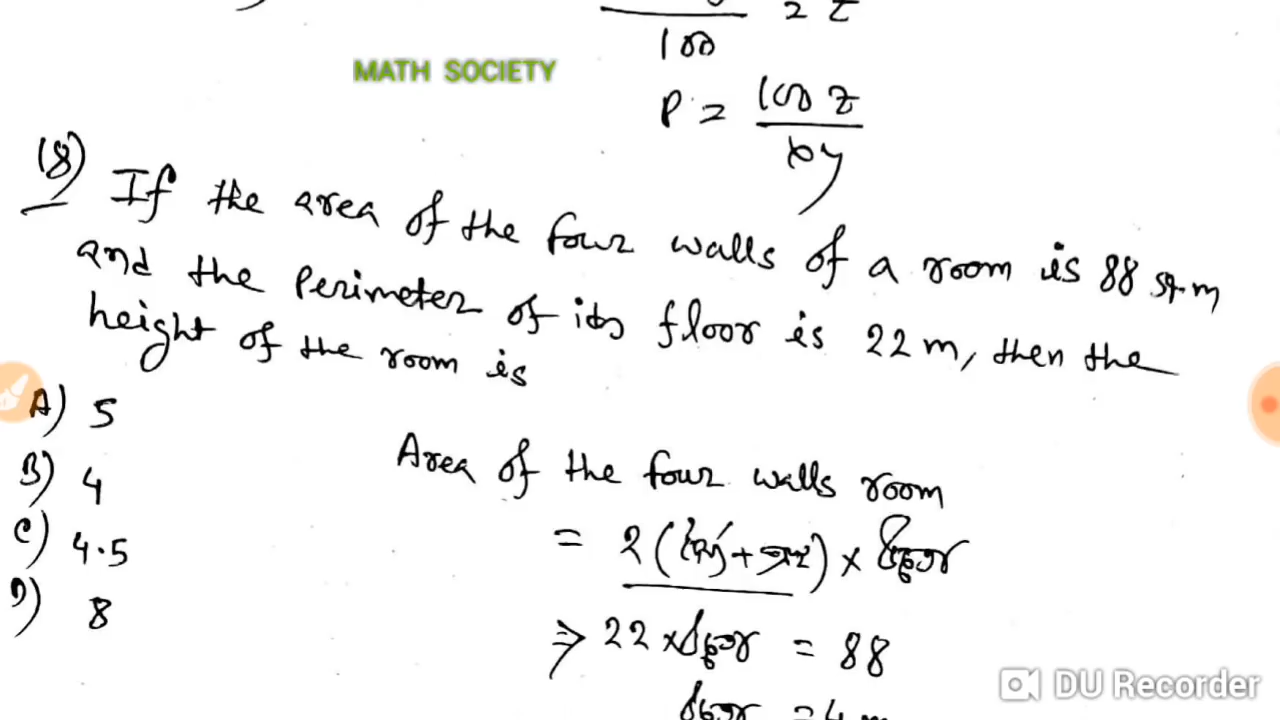 100
MATH SOCIETY
P = 100 z
xy
(8) If the area of the four walls of a room is 88 sq.m
and the perimeter of its floor is 22 m, then the
height of the room is
A) 5
B) 4
C) 4.5
D) 8
Area of the four walls room
= 2 ( + ) ×
⇒ 22 × = 88
= 4 m
DU Recorder